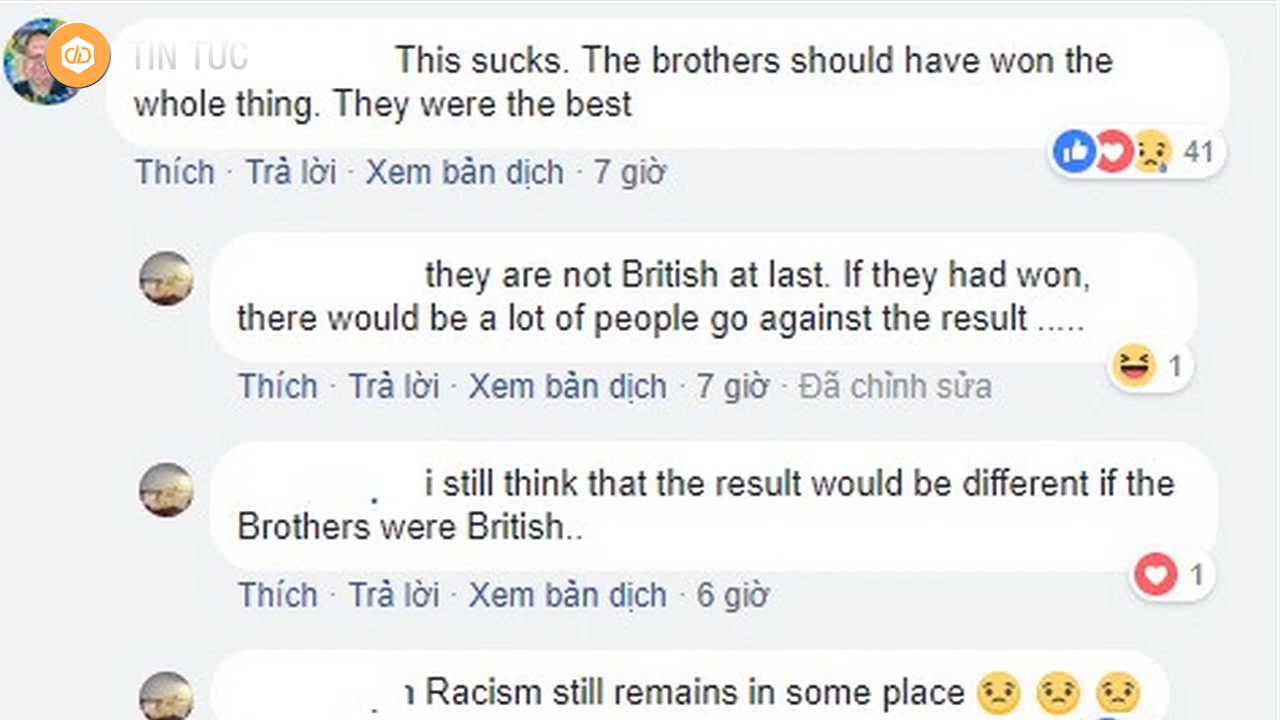 TIN TUC
This sucks. The brothers should have won the
whole thing. They were the best
41
Thích · Trả lời · Xem bản dịch · 7 giờ
they are not British at last. If they had won,
there would be a lot of people go against the result .....
1
Thích · Trả lời · Xem bản dịch · 7 giờ · Đã chỉnh sửa
i still think that the result would be different if the
Brothers were British..
1
Thích · Trả lời · Xem bản dịch · 6 giờ
Racism still remains in some place